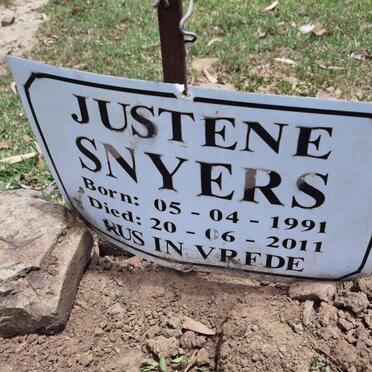 JUSTENE
SNYERS
Born: 05 - 04 - 1991
Died: 20 - 06 - 2011
RUS IN VREDE